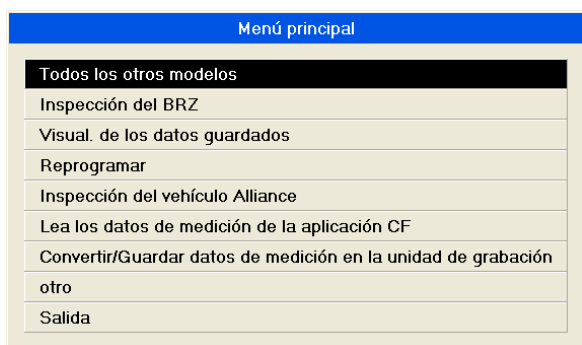 Menú principal
Todos los otros modelos
Inspección del BRZ
Visual. de los datos guardados
Reprogramar
Inspección del vehículo Alliance
Lea los datos de medición de la aplicación CF
Convertir/Guardar datos de medición en la unidad de grabación
otro
Salida